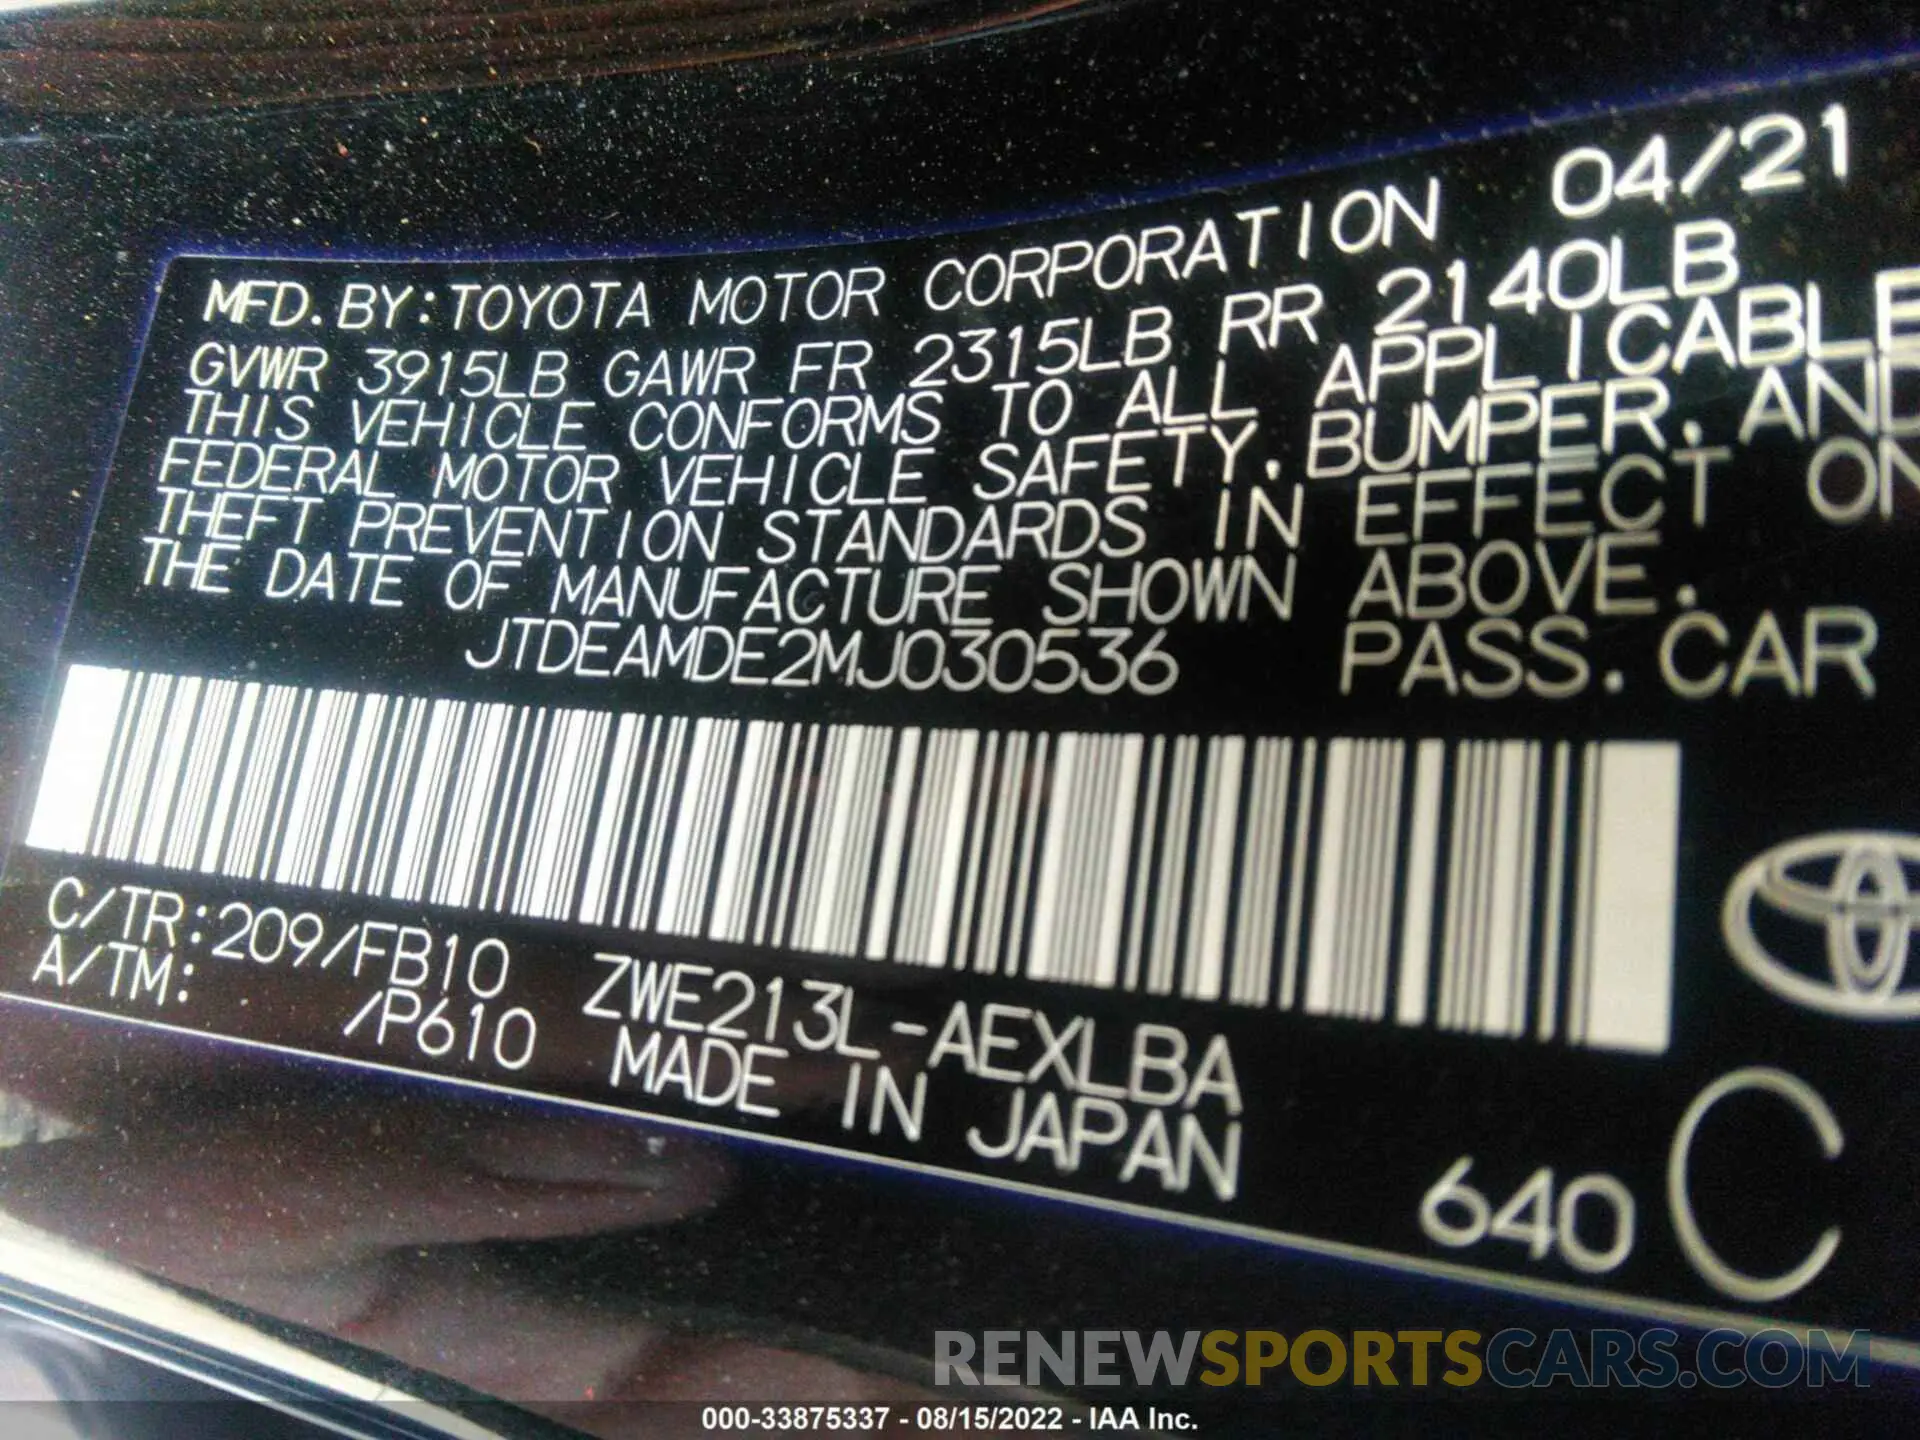 MFD. BY: TOYOTA MOTOR CORPORATION 04/21
GVWR 3915LB GAWR FR 2315LB RR 2140LB
THIS VEHICLE CONFORMS TO ALL APPLICABLE
FEDERAL MOTOR VEHICLE SAFETY, BUMPER, AND
THEFT PREVENTION STANDARDS IN EFFECT ON
THE DATE OF MANUFACTURE SHOWN ABOVE.
JTDEAMDE2MJ030536 PASS. CAR
C/TR: 209/FB10 ZWE213L-AEXLBA
A/TM: /P610 MADE IN JAPAN
640 C
RENEWSPORTSCARS.COM
000-33875337 - 08/15/2022 - IAA Inc.